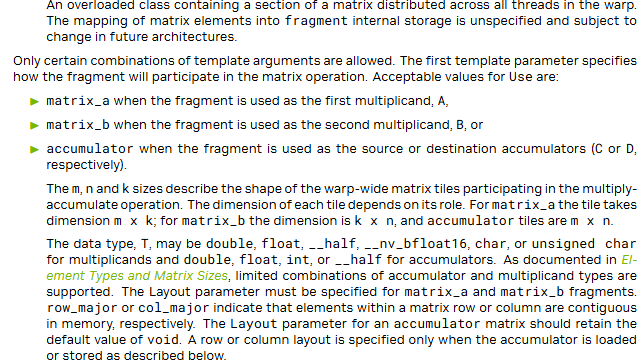 An overloaded class containing a section of a matrix distributed across all threads in the warp.
The mapping of matrix elements into fragment internal storage is unspecified and subject to
change in future architectures.
Only certain combinations of template arguments are allowed. The first template parameter specifies
how the fragment will participate in the matrix operation. Acceptable values for Use are:
▶ matrix_a when the fragment is used as the first multiplicand, A,
▶ matrix_b when the fragment is used as the second multiplicand, B, or
▶ accumulator when the fragment is used as the source or destination accumulators (C or D,
respectively).
The m, n and k sizes describe the shape of the warp-wide matrix tiles participating in the multiply-
accumulate operation. The dimension of each tile depends on its role. For matrix_a the tile takes
dimension m x k; for matrix_b the dimension is k x n, and accumulator tiles are m x n.
The data type, T, may be double, float, __half, __nv_bfloat16, char, or unsigned char
for multiplicands and double, float, int, or __half for accumulators. As documented in El-
ement Types and Matrix Sizes, limited combinations of accumulator and multiplicand types are
supported. The Layout parameter must be specified for matrix_a and matrix_b fragments.
row_major or col_major indicate that elements within a matrix row or column are contiguous
in memory, respectively. The Layout parameter for an accumulator matrix should retain the
default value of void. A row or column layout is specified only when the accumulator is loaded
or stored as described below.